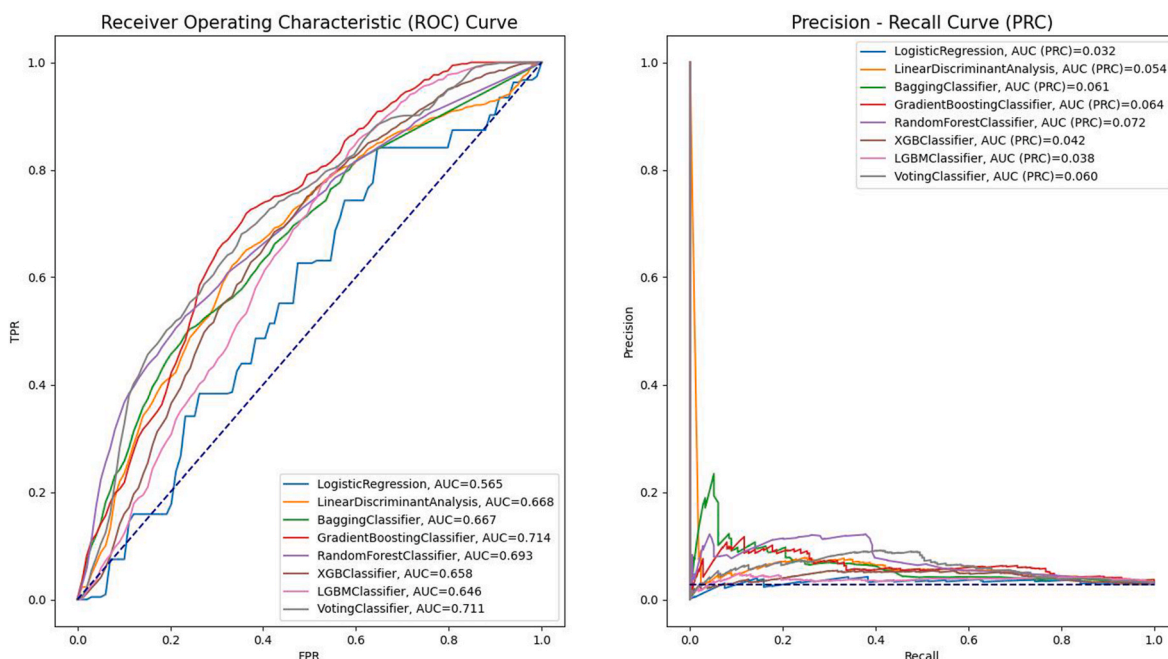 Receiver Operating Characteristic (ROC) Curve
1.0
0.8
0.6
0.4
0.2
0.0
TPR
0.0 0.2 0.4 0.6 0.8 1.0
FPR
LogisticRegression, AUC=0.565
LinearDiscriminantAnalysis, AUC=0.668
BaggingClassifier, AUC=0.667
GradientBoostingClassifier, AUC=0.714
RandomForestClassifier, AUC=0.693
XGBClassifier, AUC=0.658
LGBMClassifier, AUC=0.646
VotingClassifier, AUC=0.711
Precision - Recall Curve (PRC)
1.0
0.8
0.6
0.4
0.2
0.0
Precision
0.0 0.2 0.4 0.6 0.8 1.0
Recall
LogisticRegression, AUC (PRC)=0.032
LinearDiscriminantAnalysis, AUC (PRC)=0.054
BaggingClassifier, AUC (PRC)=0.061
GradientBoostingClassifier, AUC (PRC)=0.064
RandomForestClassifier, AUC (PRC)=0.072
XGBClassifier, AUC (PRC)=0.042
LGBMClassifier, AUC (PRC)=0.038
VotingClassifier, AUC (PRC)=0.060